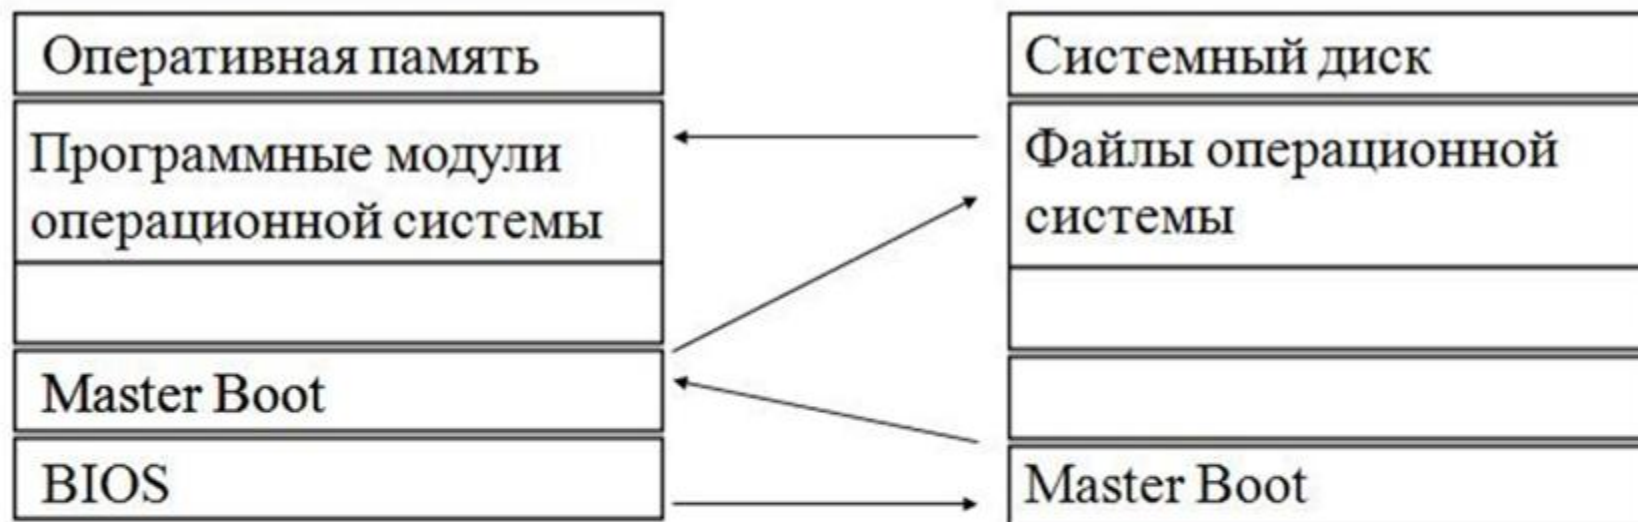 Оперативная память
Программные модули
операционной системы
Master Boot
BIOS
Системный диск
Файлы операционной
системы
Master Boot